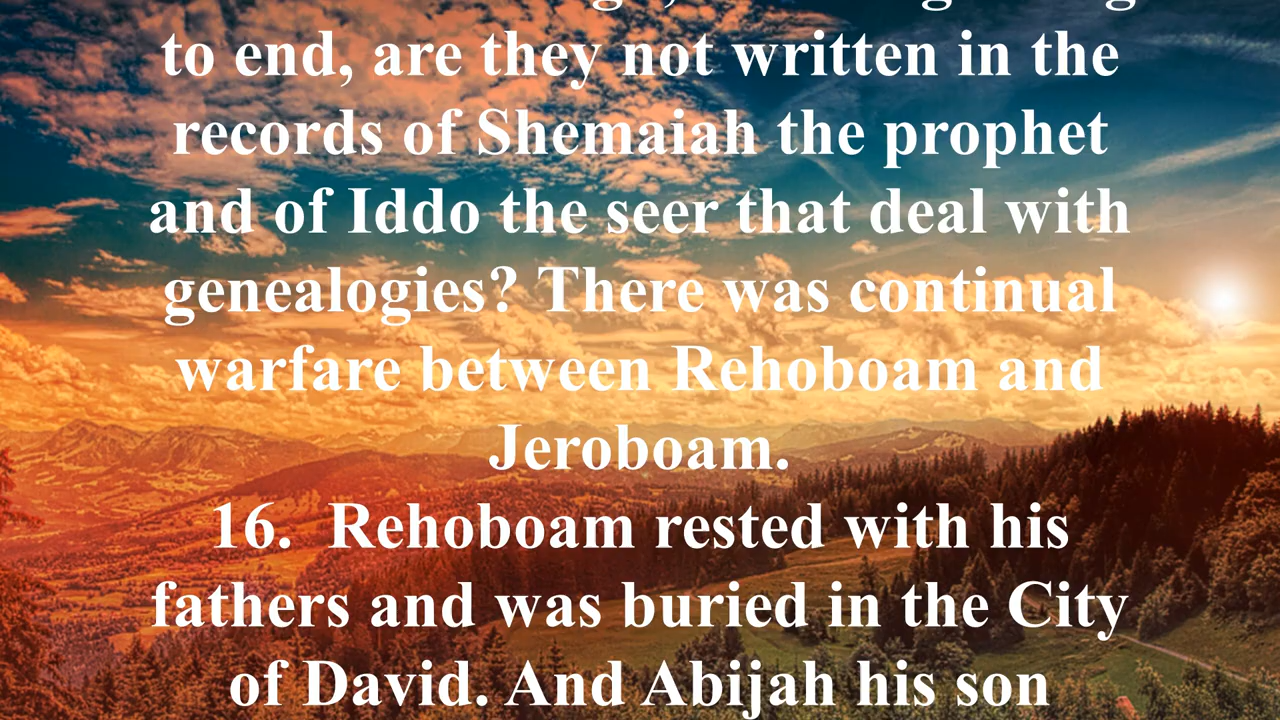 to end, are they not written in the
records of Shemaiah the prophet
and of Iddo the seer that deal with
genealogies? There was continual
warfare between Rehoboam and
Jeroboam.
16. Rehoboam rested with his
fathers and was buried in the City
of David. And Abijah his son